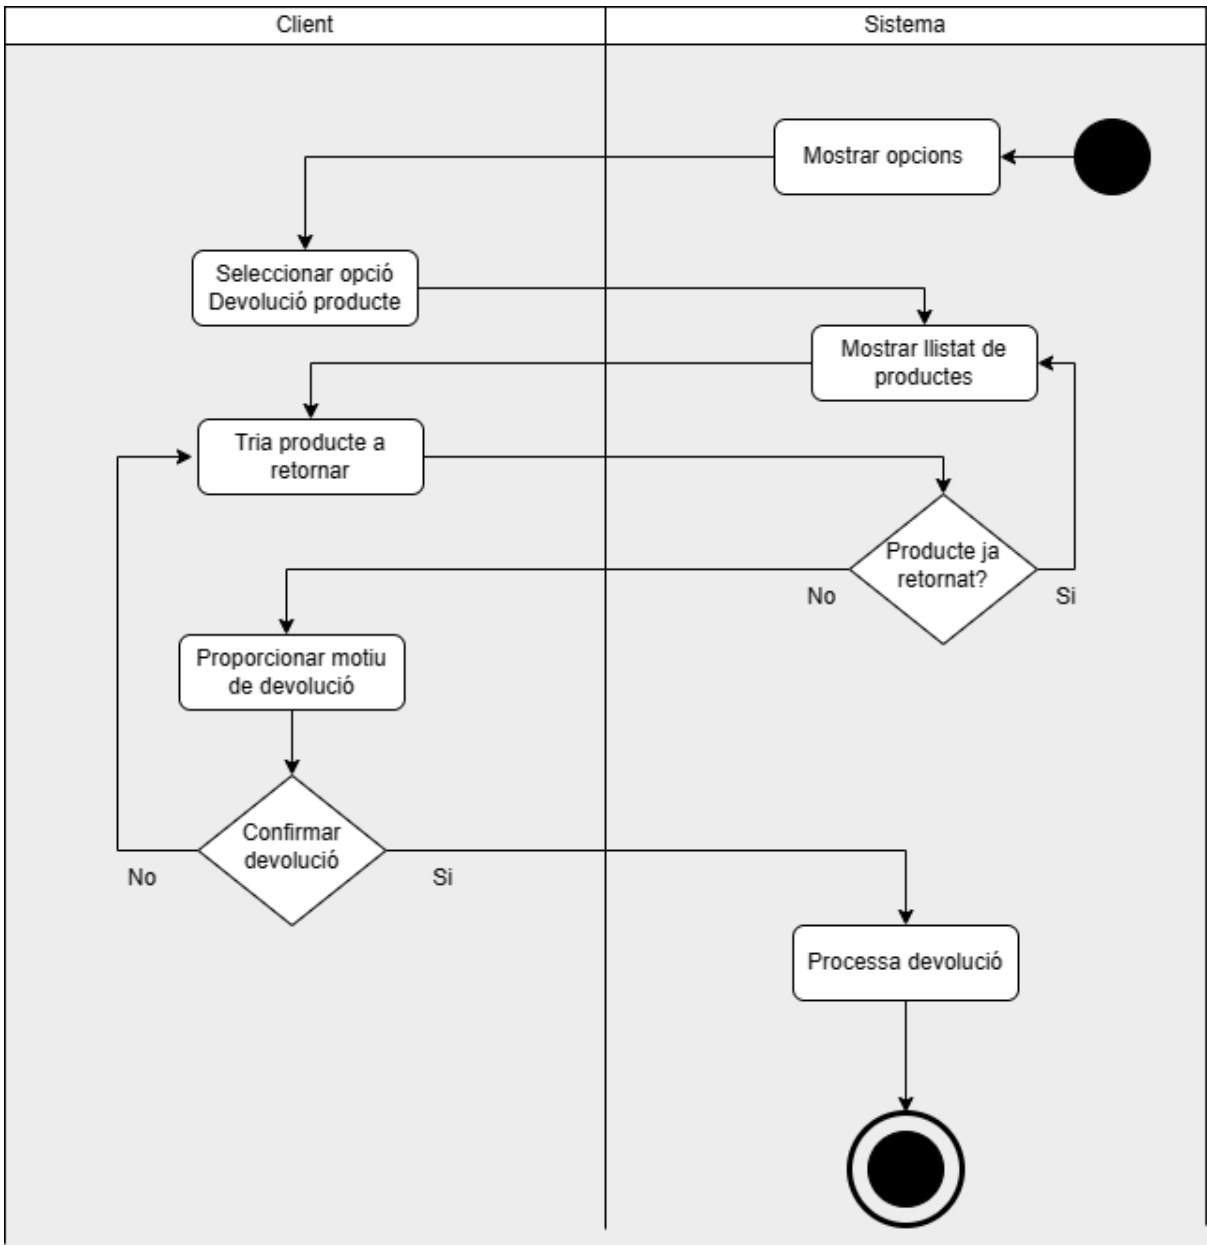 Client
Sistema
Mostrar opcions
Seleccionar opció
Devolució producte
Mostrar llistat de
productes
Tria producte a
retornar
Producte ja
retornat?
No
Si
Proporcionar motiu
de devolució
Confirmar
devolució
No
Si
Processa devolució